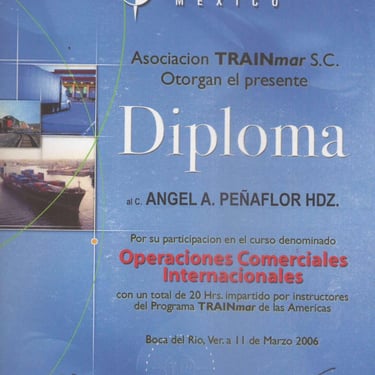 MEXICO
Asociacion TRAINmar S.C.
Otorgan el presente
Diploma
al C. ANGEL A. PEÑAFLOR HDZ.
Por su participacion en el curso denominado
Operaciones Comerciales
Internacionales
con un total de 20 Hrs. impartido por instructores
del Programa TRAINmar de las Americas
Boca del Rio, Ver. a 11 de Marzo 2006